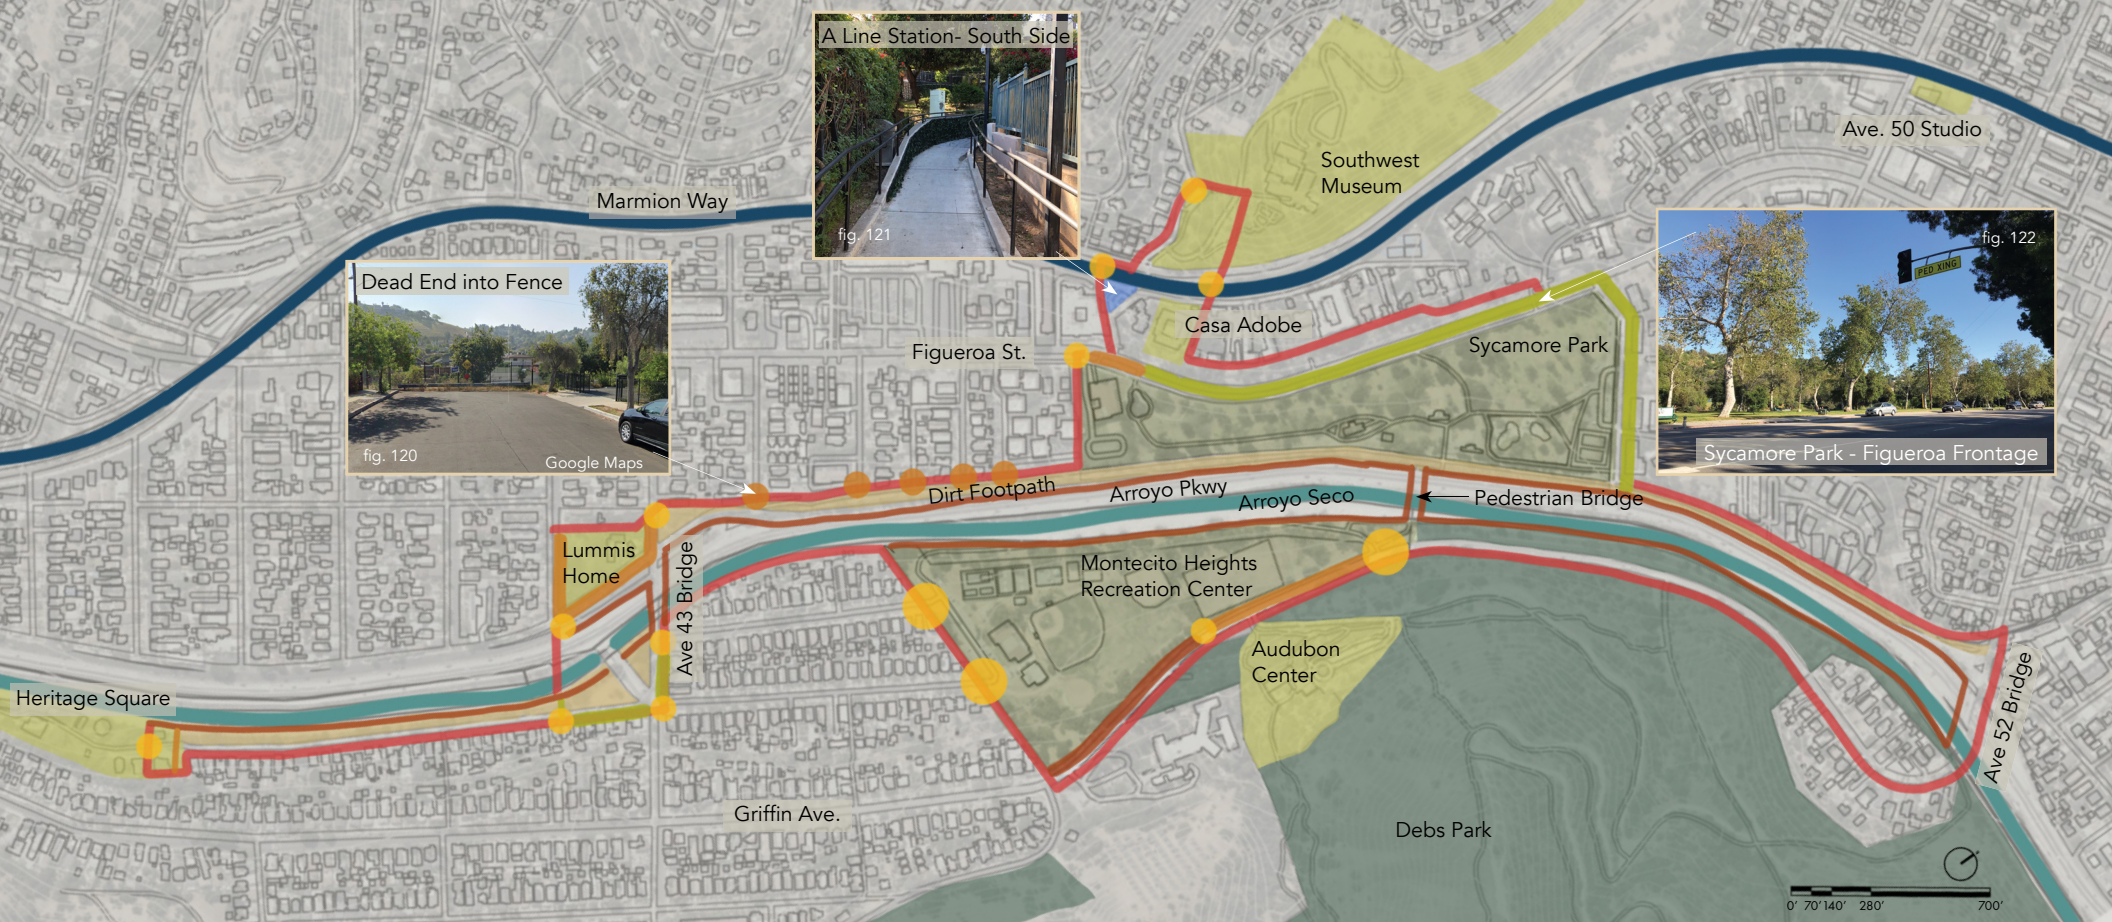 A Line Station- South Side
fig. 121
Ave. 50 Studio
Southwest
Museum
Marmion Way
fig. 122
PED XING
Sycamore Park - Figueroa Frontage
Dead End into Fence
fig. 120
Google Maps
Casa Adobe
Figueroa St.
Sycamore Park
Dirt Footpath
Arroyo Pkwy
Arroyo Seco
Pedestrian Bridge
Lummis
Home
Ave 43 Bridge
Montecito Heights
Recreation Center
Audubon
Center
Heritage Square
Ave 52 Bridge
Griffin Ave.
Debs Park
0' 70' 140' 280' 700'